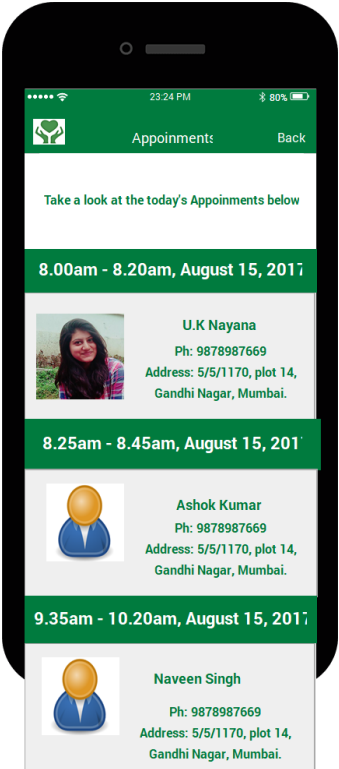 23:24 PM
80%
Appoinments
Back
Take a look at the today's Appoinments below
8.00am - 8.20am, August 15, 2017
U.K Nayana
Ph: 9878987669
Address: 5/5/1170, plot 14,
Gandhi Nagar, Mumbai.
8.25am - 8.45am, August 15, 201
Ashok Kumar
Ph: 9878987669
Address: 5/5/1170, plot 14,
Gandhi Nagar, Mumbai.
9.35am - 10.20am, August 15, 2017
Naveen Singh
Ph: 9878987669
Address: 5/5/1170, plot 14,
Gandhi Nagar, Mumbai.